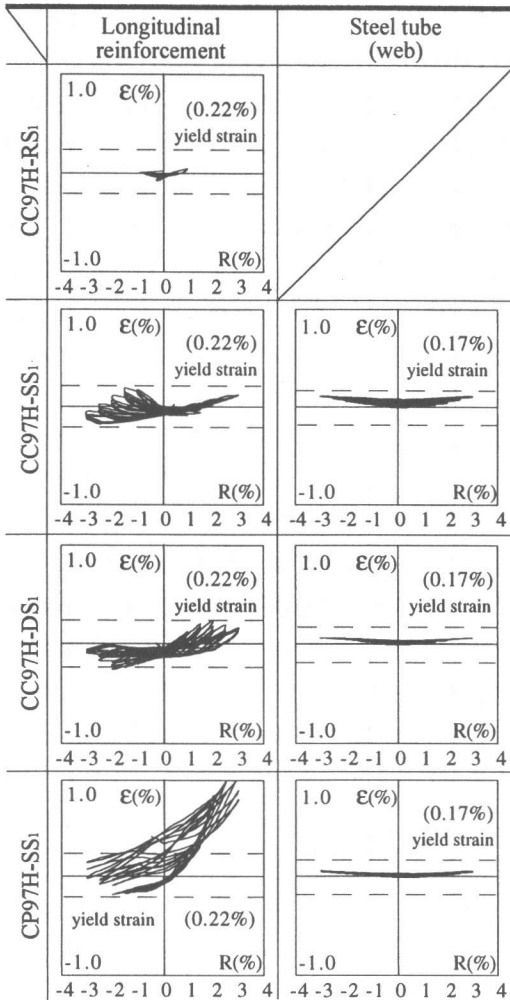 Longitudinal
reinforcement
Steel tube
(web)
CC97H-RS1
1.0 ε(%)
(0.22%)
yield strain
-1.0 R(%)
-4 -3 -2 -1 0 1 2 3 4
CC97H-SS1
1.0 ε(%)
(0.22%)
yield strain
-1.0 R(%)
-4 -3 -2 -1 0 1 2 3 4
1.0 ε(%)
(0.17%)
yield strain
-1.0 R(%)
-4 -3 -2 -1 0 1 2 3 4
CC97H-DS1
1.0 ε(%)
(0.22%)
yield strain
-1.0 R(%)
-4 -3 -2 -1 0 1 2 3 4
1.0 ε(%)
(0.17%)
yield strain
-1.0 R(%)
-4 -3 -2 -1 0 1 2 3 4
CP97H-SS1
1.0 ε(%)
yield strain (0.22%)
-1.0 R(%)
-4 -3 -2 -1 0 1 2 3 4
1.0 ε(%)
(0.17%)
yield strain
-1.0 R(%)
-4 -3 -2 -1 0 1 2 3 4